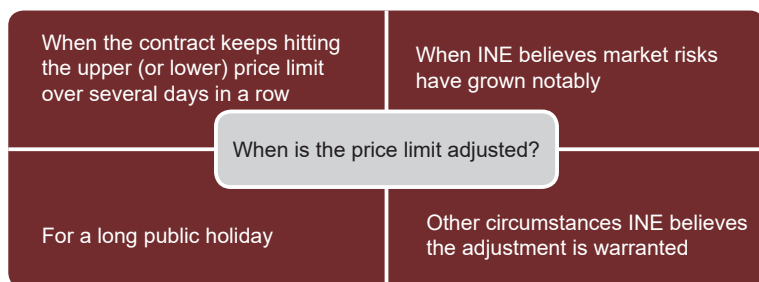 When the contract keeps hitting
the upper (or lower) price limit
over several days in a row
When INE believes market risks
have grown notably
When is the price limit adjusted?
For a long public holiday
Other circumstances INE believes
the adjustment is warranted